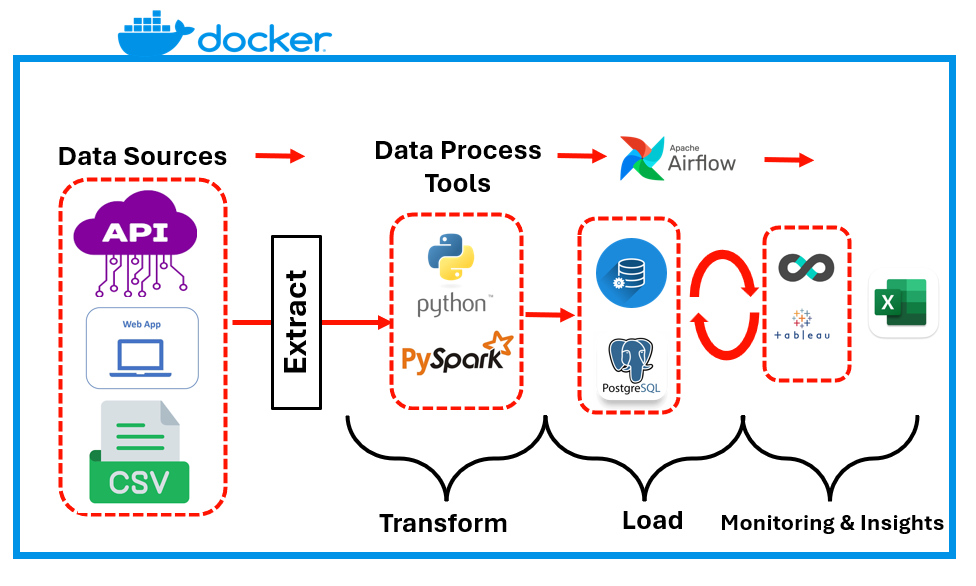 docker
Data Sources
Data Process
Tools
Apache
Airflow
API
Web App
CSV
Extract
python™
PySpark
PostgreSQL
+ableau
X
Transform
Load
Monitoring & Insights